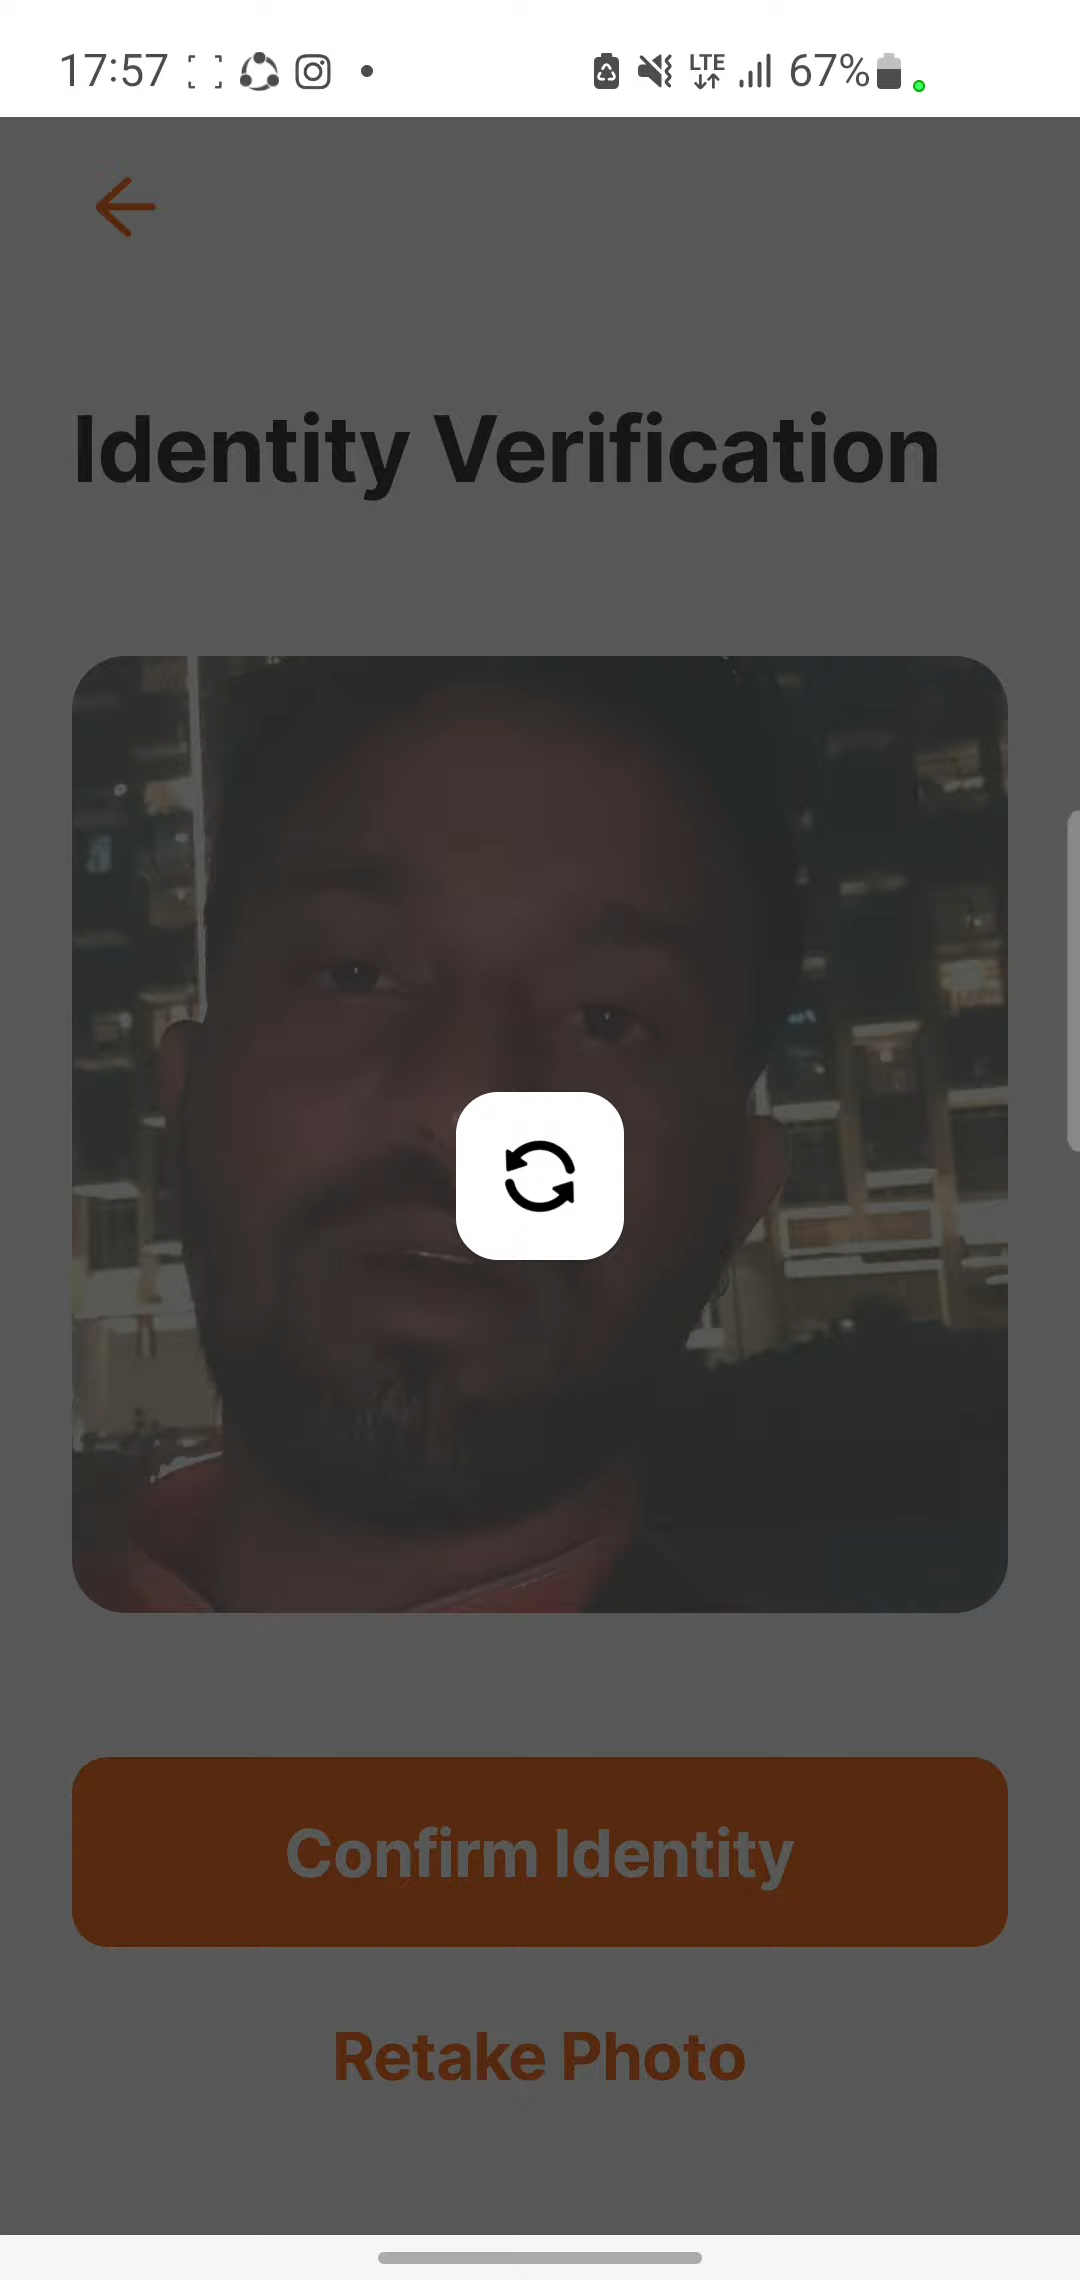 17:57
LTE
67%
Identity Verification
Confirm Identity
Retake Photo